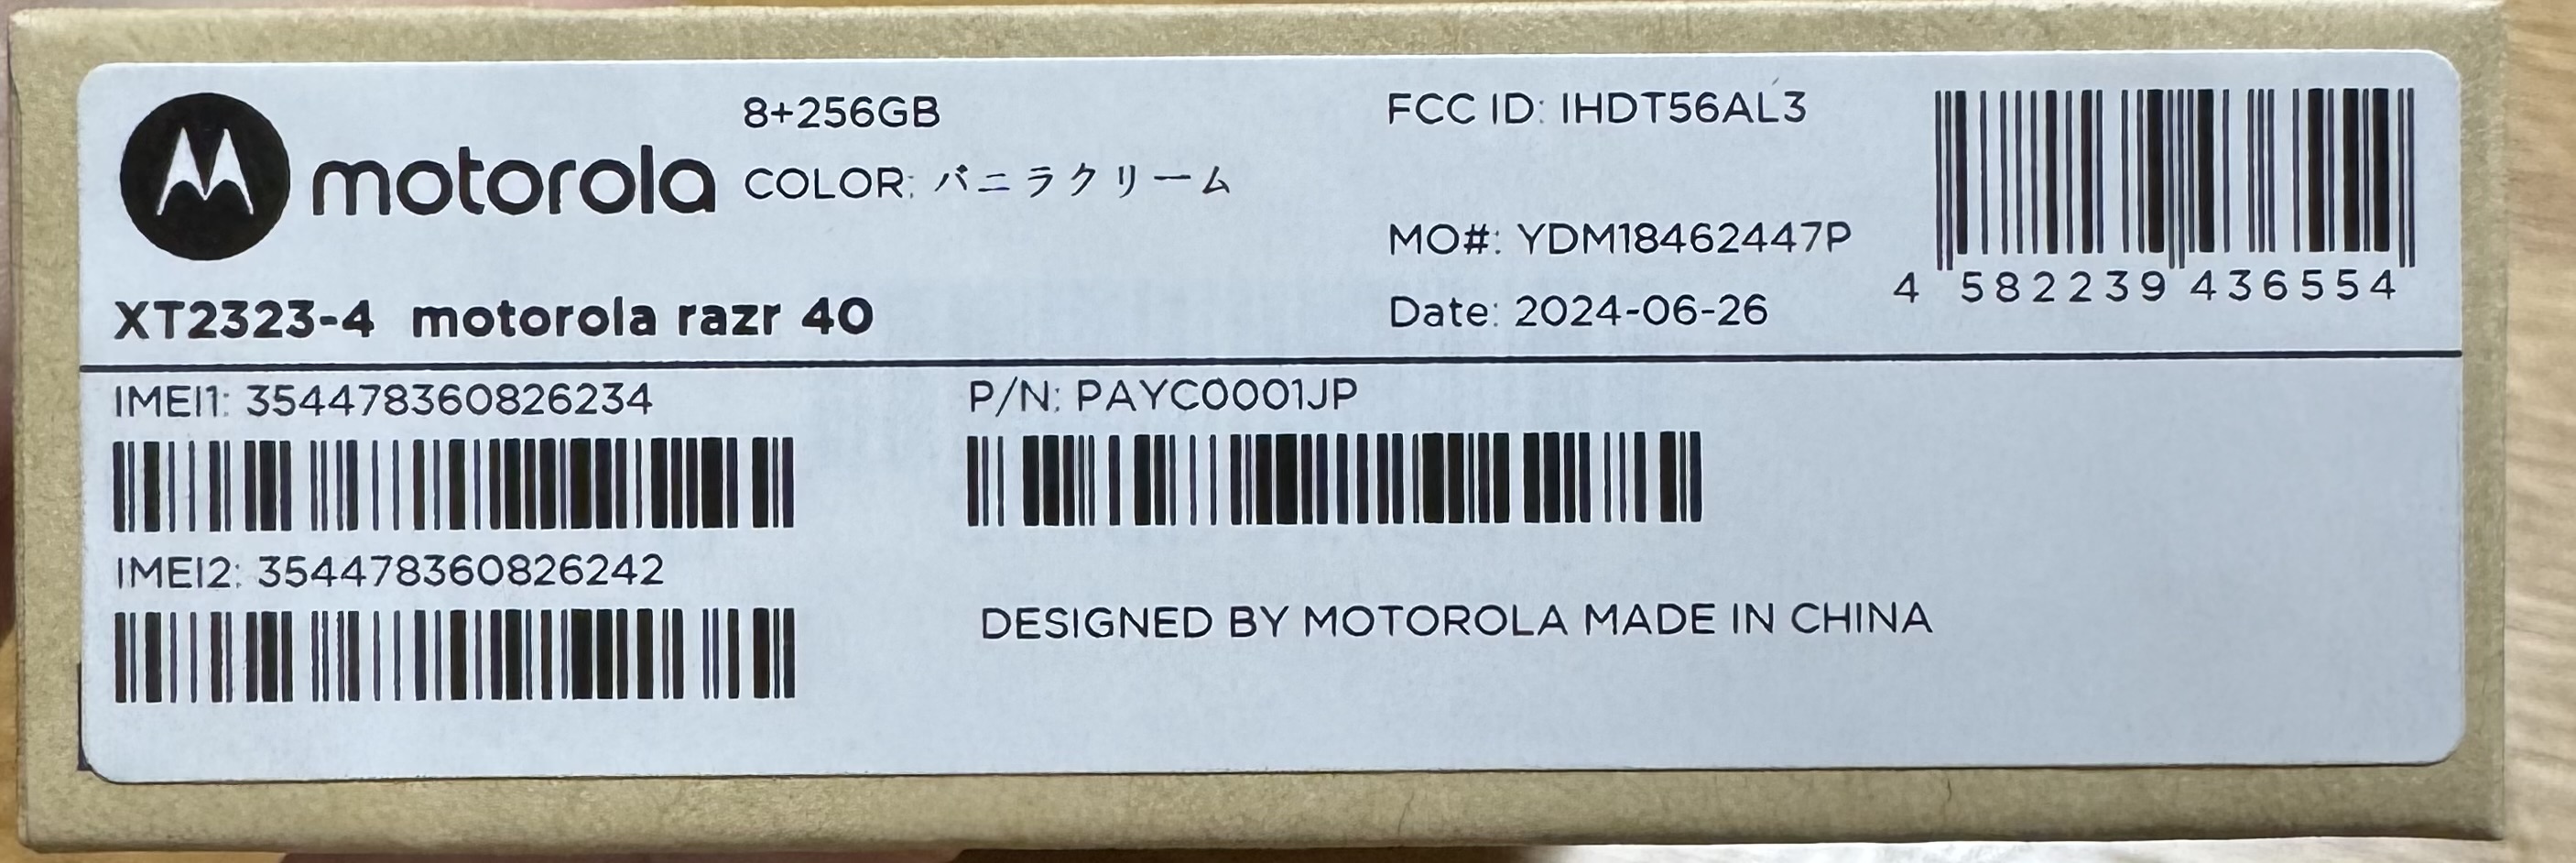 motorola
8+256GB
COLOR: バニラクリーム
XT2323-4 motorola razr 40
FCC ID: IHDT56AL3
MO#: YDM18462447P
Date: 2024-06-26
4 582239 436554
IMEI1: 354478360826234
IMEI2: 354478360826242
P/N: PAYC0001JP
DESIGNED BY MOTOROLA MADE IN CHINA